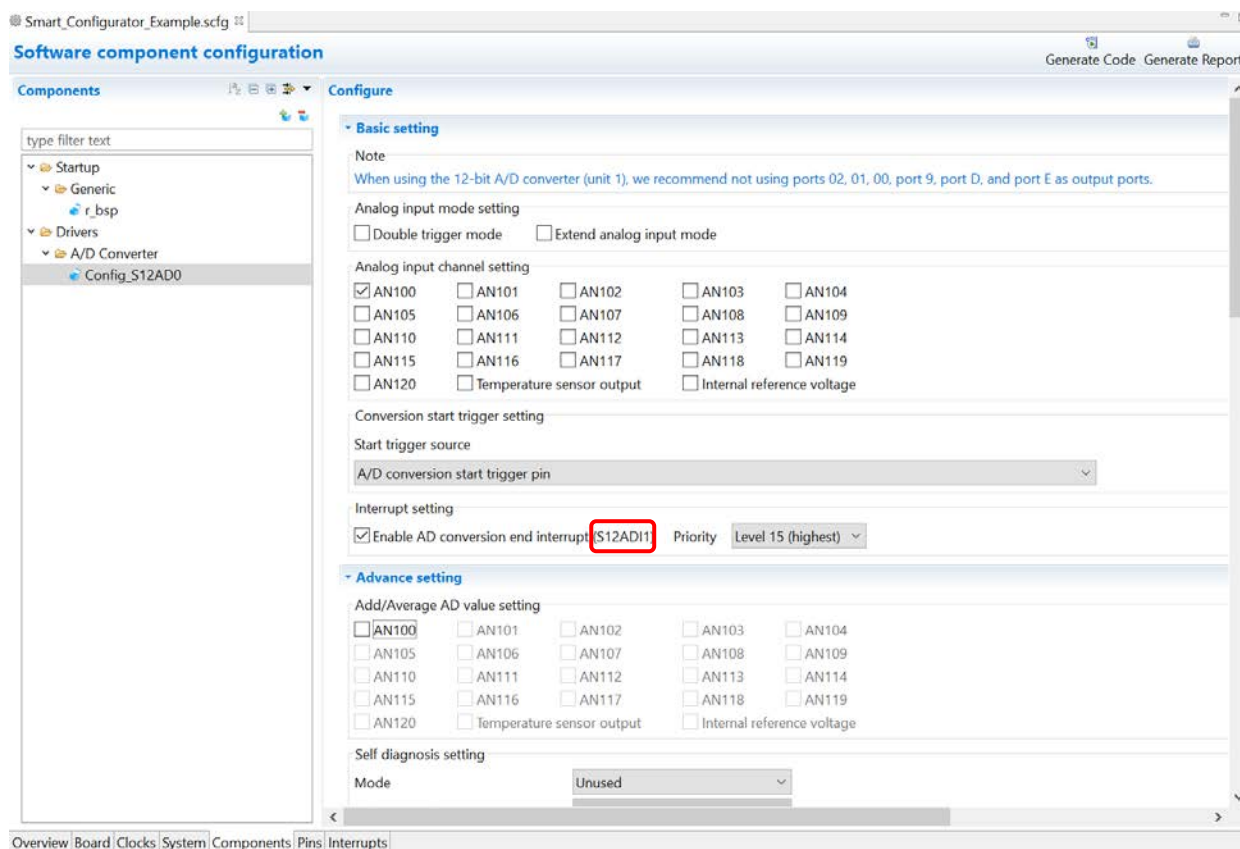 Smart_Configurator_Example.scfg
Software component configuration
Generate Code Generate Report
Components
Configure
type filter text
Startup
Generic
r_bsp
Drivers
A/D Converter
Config_S12AD0
Basic setting
Note
When using the 12-bit A/D converter (unit 1), we recommend not using ports 02, 01, 00, port 9, port D, and port E as output ports.
Analog input mode setting
Double trigger mode Extend analog input mode
Analog input channel setting
AN100 AN101 AN102 AN103 AN104
AN105 AN106 AN107 AN108 AN109
AN110 AN111 AN112 AN113 AN114
AN115 AN116 AN117 AN118 AN119
AN120 Temperature sensor output Internal reference voltage
Conversion start trigger setting
Start trigger source
A/D conversion start trigger pin
Interrupt setting
Enable AD conversion end interrupt (S12ADI1) Priority Level 15 (highest)
Advance setting
Add/Average AD value setting
AN100 AN101 AN102 AN103 AN104
AN105 AN106 AN107 AN108 AN109
AN110 AN111 AN112 AN113 AN114
AN115 AN116 AN117 AN118 AN119
AN120 Temperature sensor output Internal reference voltage
Self diagnosis setting
Mode Unused
Overview Board Clocks System Components Pins Interrupts